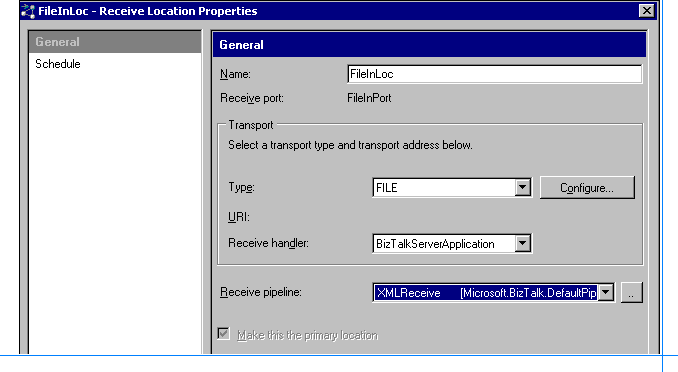 FileInLoc - Receive Location Properties
General
Schedule
General
Name: FileInLoc
Receive port: FileInPort
Transport
Select a transport type and transport address below.
Type: FILE Configure...
URI:
Receive handler: BizTalkServerApplication
Receive pipeline: XMLReceive [Microsoft.BizTalk.DefaultPip ..
Make this the primary location